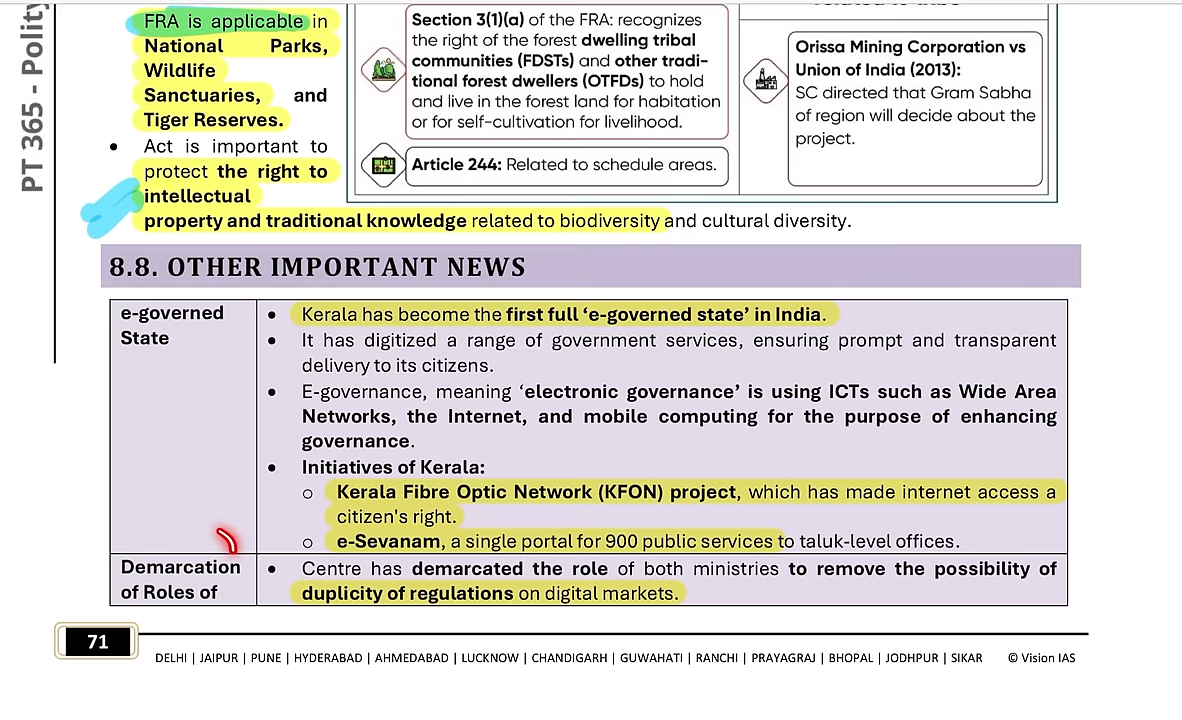 PT 365 - Polity
FRA is applicable in
National Parks,
Wildlife
Sanctuaries, and
Tiger Reserves.
• Act is important to
protect the right to
intellectual
property and traditional knowledge related to biodiversity and cultural diversity.
Section 3(1)(a) of the FRA: recognizes
the right of the forest dwelling tribal
communities (FDSTs) and other tradi-
tional forest dwellers (OTFDs) to hold
and live in the forest land for habitation
or for self-cultivation for livelihood.
Article 244: Related to schedule areas.
Orissa Mining Corporation vs
Union of India (2013):
SC directed that Gram Sabha
of region will decide about the
project.
8.8. OTHER IMPORTANT NEWS
e-governed
State
• Kerala has become the first full ‘e-governed state’ in India.
• It has digitized a range of government services, ensuring prompt and transparent
delivery to its citizens.
• E-governance, meaning ‘electronic governance’ is using ICTs such as Wide Area
Networks, the Internet, and mobile computing for the purpose of enhancing
governance.
• Initiatives of Kerala:
o Kerala Fibre Optic Network (KFON) project, which has made internet access a
citizen's right.
o e-Sevanam, a single portal for 900 public services to taluk-level offices.
Demarcation
of Roles of
• Centre has demarcated the role of both ministries to remove the possibility of
duplicity of regulations on digital markets.
71
DELHI | JAIPUR | PUNE | HYDERABAD | AHMEDABAD | LUCKNOW | CHANDIGARH | GUWAHATI | RANCHI | PRAYAGRAJ | BHOPAL | JODHPUR | SIKAR © Vision IAS